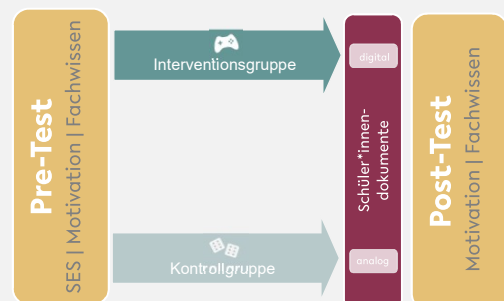 Pre-Test
SES | Motivation | Fachwissen
Interventionsgruppe
Kontrollgruppe
digital
Schüler*innen-
dokumente
analog
Post-Test
Motivation | Fachwissen